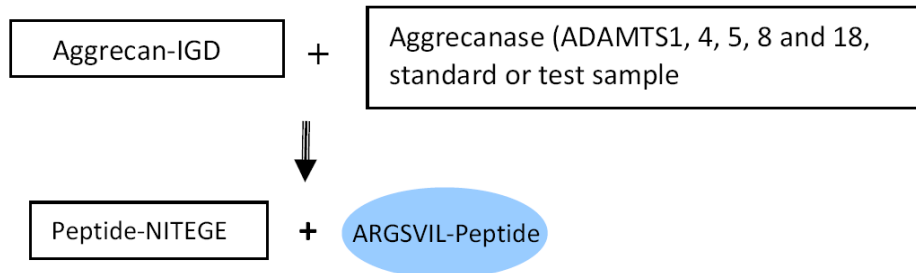 Aggrecan-IGD
+
Aggrecanase (ADAMTS1, 4, 5, 8 and 18,
standard or test sample
Peptide-NITEGE
+
ARGSVIL-Peptide